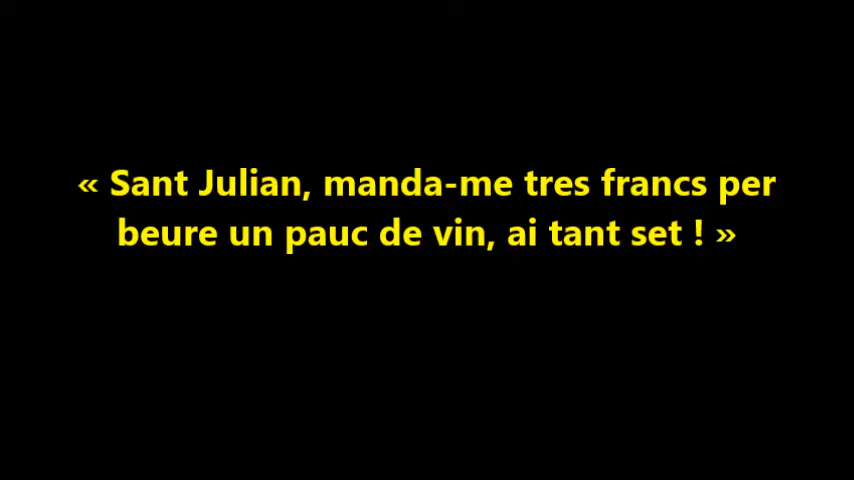 « Sant Julian, manda-me tres francs per
beure un pauc de vin, ai tant set ! »